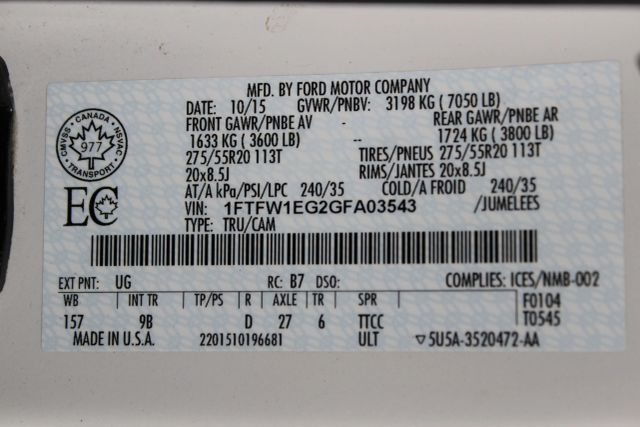 MFD. BY FORD MOTOR COMPANY
DATE: 10/15 GVWR/PNBV: 3198 KG ( 7050 LB)
FRONT GAWR/PNBE AV - REAR GAWR/PNBE AR
1633 KG ( 3600 LB) -- 1724 KG ( 3800 LB)
275/55R20 113T TIRES/PNEUS 275/55R20 113T
20x8.5J RIMS/JANTES 20x8.5J
AT/A kPa/PSI/LPC 240/35 COLD/A FROID 240/35
VIN: 1FTFW1EG2GFA03543 /JUMELEES
TYPE: TRU/CAM
CANADA
CMVSS NSVAC
977
TRANSPORT
EC
EXT PNT: UG RC: B7 DSO: COMPLIES: ICES/NMB-002
WB INT TR TP/PS R AXLE TR SPR F0104
157 9B D 27 6 TTCC T0545
MADE IN U.S.A. 2201510196681 ULT ▽5U5A-3520472-AA